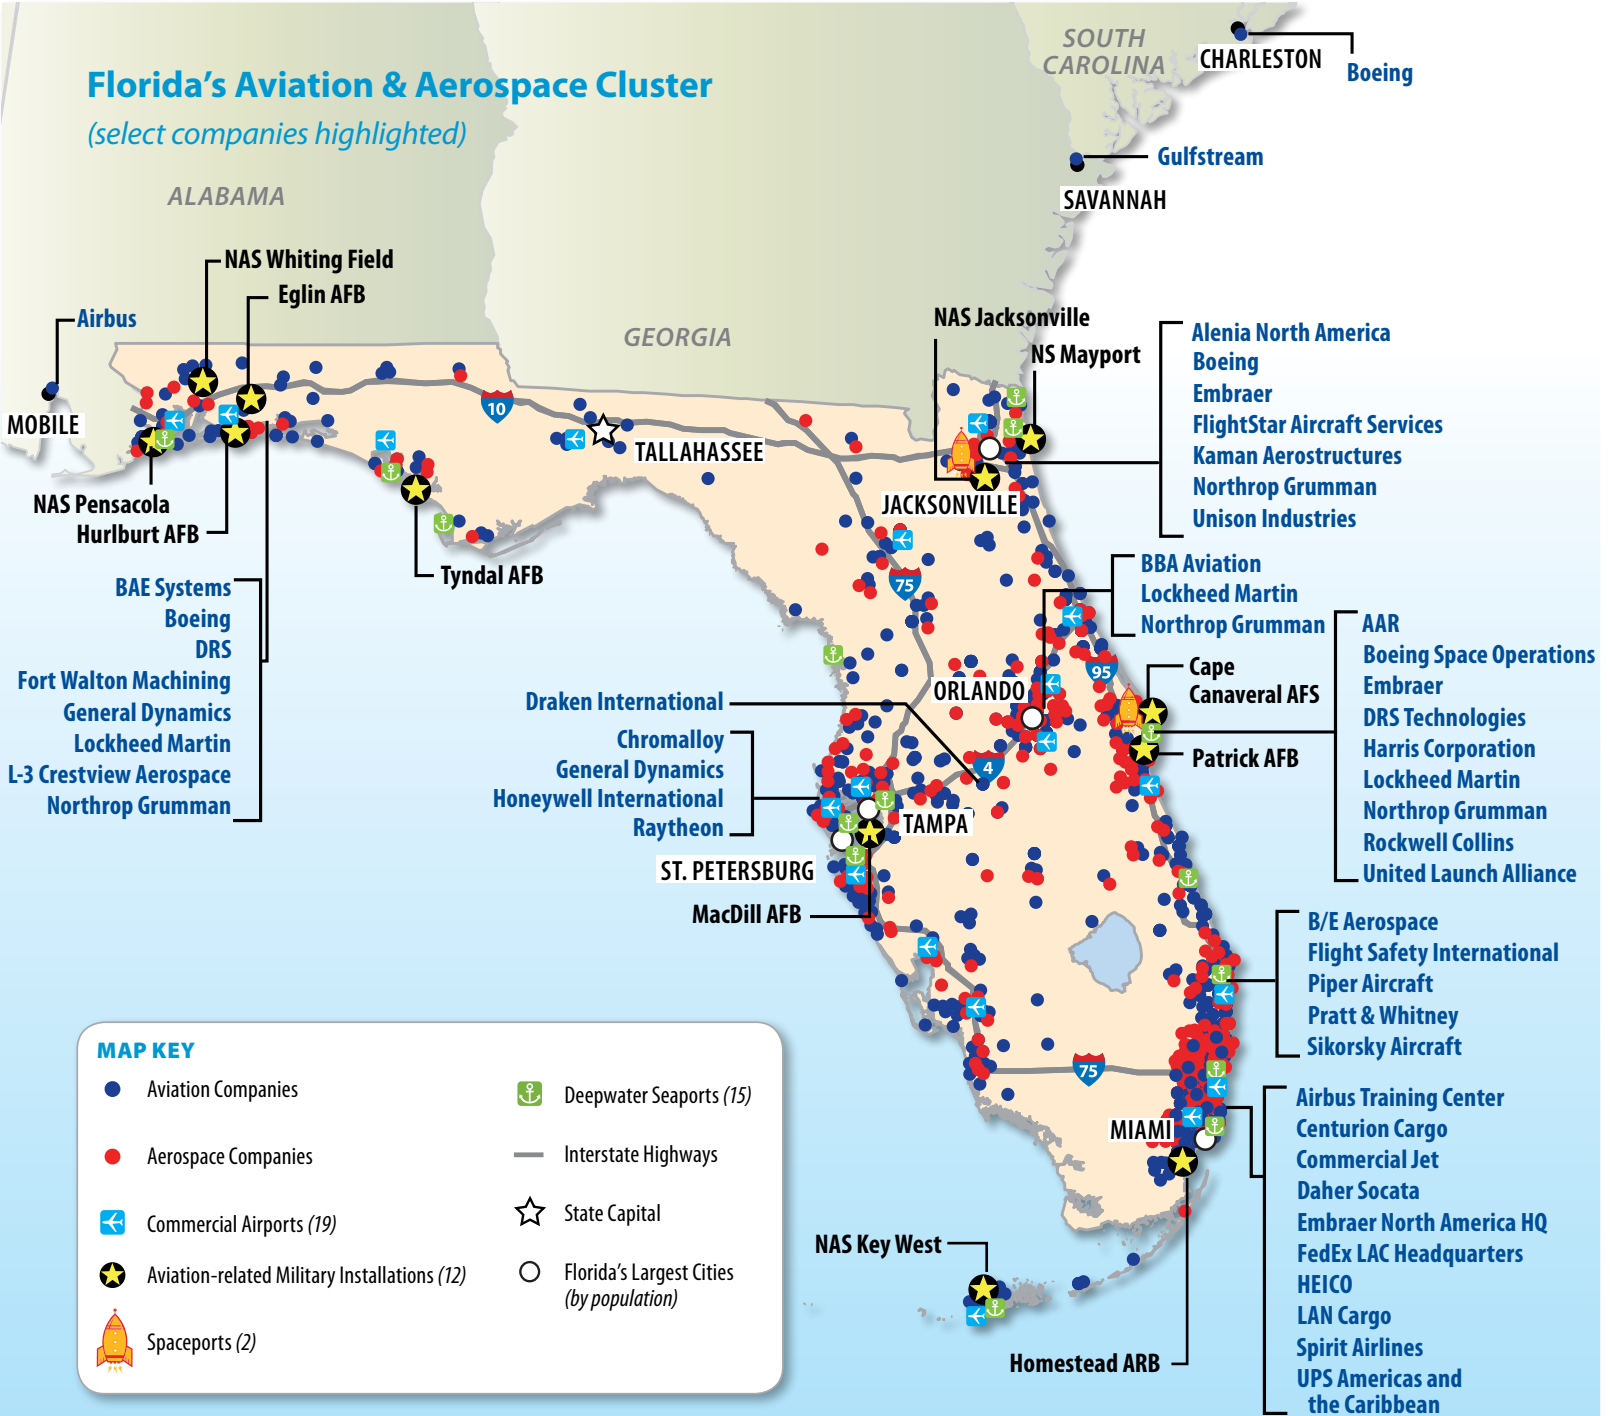 Florida's Aviation & Aerospace Cluster
(select companies highlighted)
SOUTH
CAROLINA
CHARLESTON
Boeing
Gulfstream
SAVANNAH
ALABAMA
GEORGIA
NAS Whiting Field
Eglin AFB
Airbus
MOBILE
10
TALLAHASSEE
NAS Pensacola
Hurlburt AFB
Tyndal AFB
BAE Systems
Boeing
DRS
Fort Walton Machining
General Dynamics
Lockheed Martin
L-3 Crestview Aerospace
Northrop Grumman
NAS Jacksonville
NS Mayport
JACKSONVILLE
Alenia North America
Boeing
Embraer
FlightStar Aircraft Services
Kaman Aerostructures
Northrop Grumman
Unison Industries
75
BBA Aviation
Lockheed Martin
Northrop Grumman
95
ORLANDO
Cape
Canaveral AFS
Patrick AFB
AAR
Boeing Space Operations
Embraer
DRS Technologies
Harris Corporation
Lockheed Martin
Northrop Grumman
Rockwell Collins
United Launch Alliance
Draken International
4
Chromalloy
General Dynamics
Honeywell International
Raytheon
TAMPA
ST. PETERSBURG
MacDill AFB
B/E Aerospace
Flight Safety International
Piper Aircraft
Pratt & Whitney
Sikorsky Aircraft
75
MIAMI
Airbus Training Center
Centurion Cargo
Commercial Jet
Daher Socata
Embraer North America HQ
FedEx LAC Headquarters
HEICO
LAN Cargo
Spirit Airlines
UPS Americas and
the Caribbean
NAS Key West
Homestead ARB
MAP KEY
Aviation Companies
Aerospace Companies
Commercial Airports (19)
Aviation-related Military Installations (12)
Spaceports (2)
Deepwater Seaports (15)
Interstate Highways
State Capital
Florida's Largest Cities
(by population)